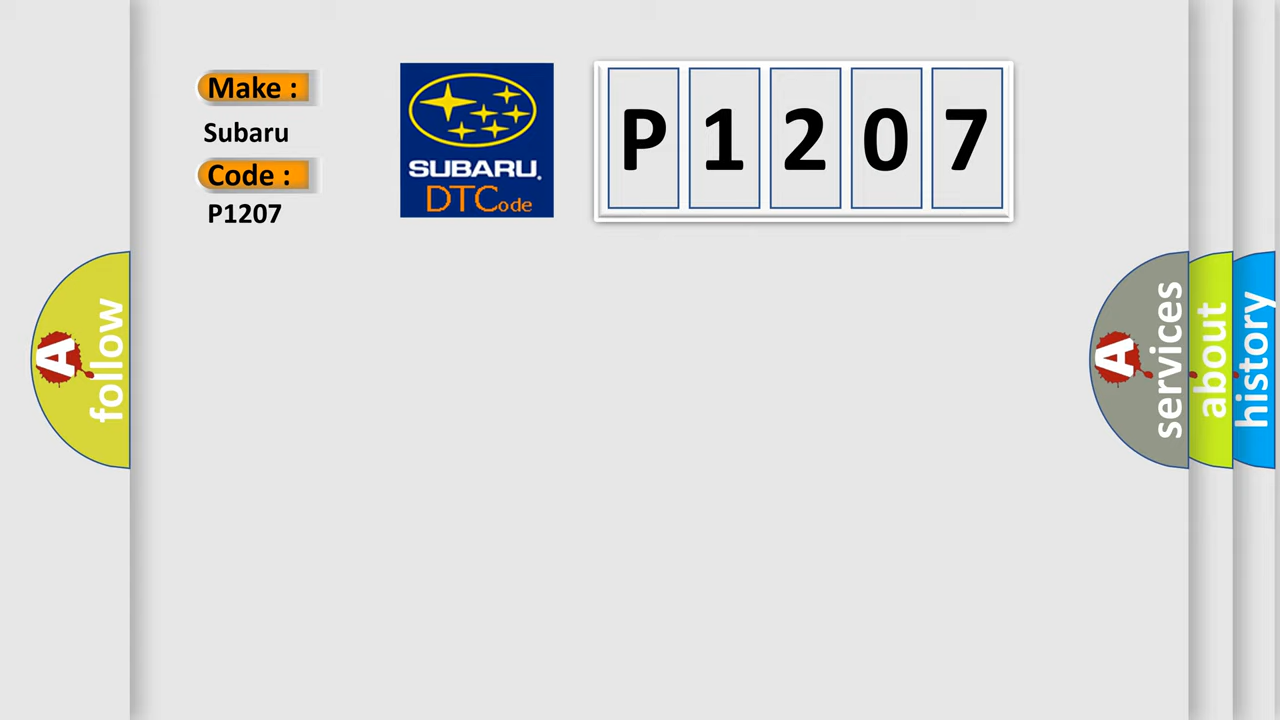 Make :
Subaru
Code :
P1207
SUBARU.
DTCode
P 1 2 0 7
A follow
A services
about
history